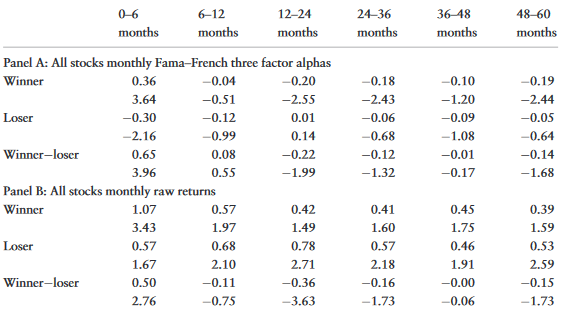 0–6 6–12 12–24 24–36 36–48 48–60
months months months months months months
Panel A: All stocks monthly Fama–French three factor alphas
Winner 0.36 −0.04 −0.20 −0.18 −0.10 −0.19
3.64 −0.51 −2.55 −2.43 −1.20 −2.44
Loser −0.30 −0.12 0.01 −0.06 −0.09 −0.05
−2.16 −0.99 0.14 −0.68 −1.08 −0.64
Winner−loser 0.65 0.08 −0.22 −0.12 −0.01 −0.14
3.96 0.55 −1.99 −1.32 −0.17 −1.68
Panel B: All stocks monthly raw returns
Winner 1.07 0.57 0.42 0.41 0.45 0.39
3.43 1.97 1.49 1.60 1.75 1.59
Loser 0.57 0.68 0.78 0.57 0.46 0.53
1.67 2.10 2.71 2.18 1.91 2.59
Winner−loser 0.50 −0.11 −0.36 −0.16 −0.00 −0.15
2.76 −0.75 −3.63 −1.73 −0.06 −1.73